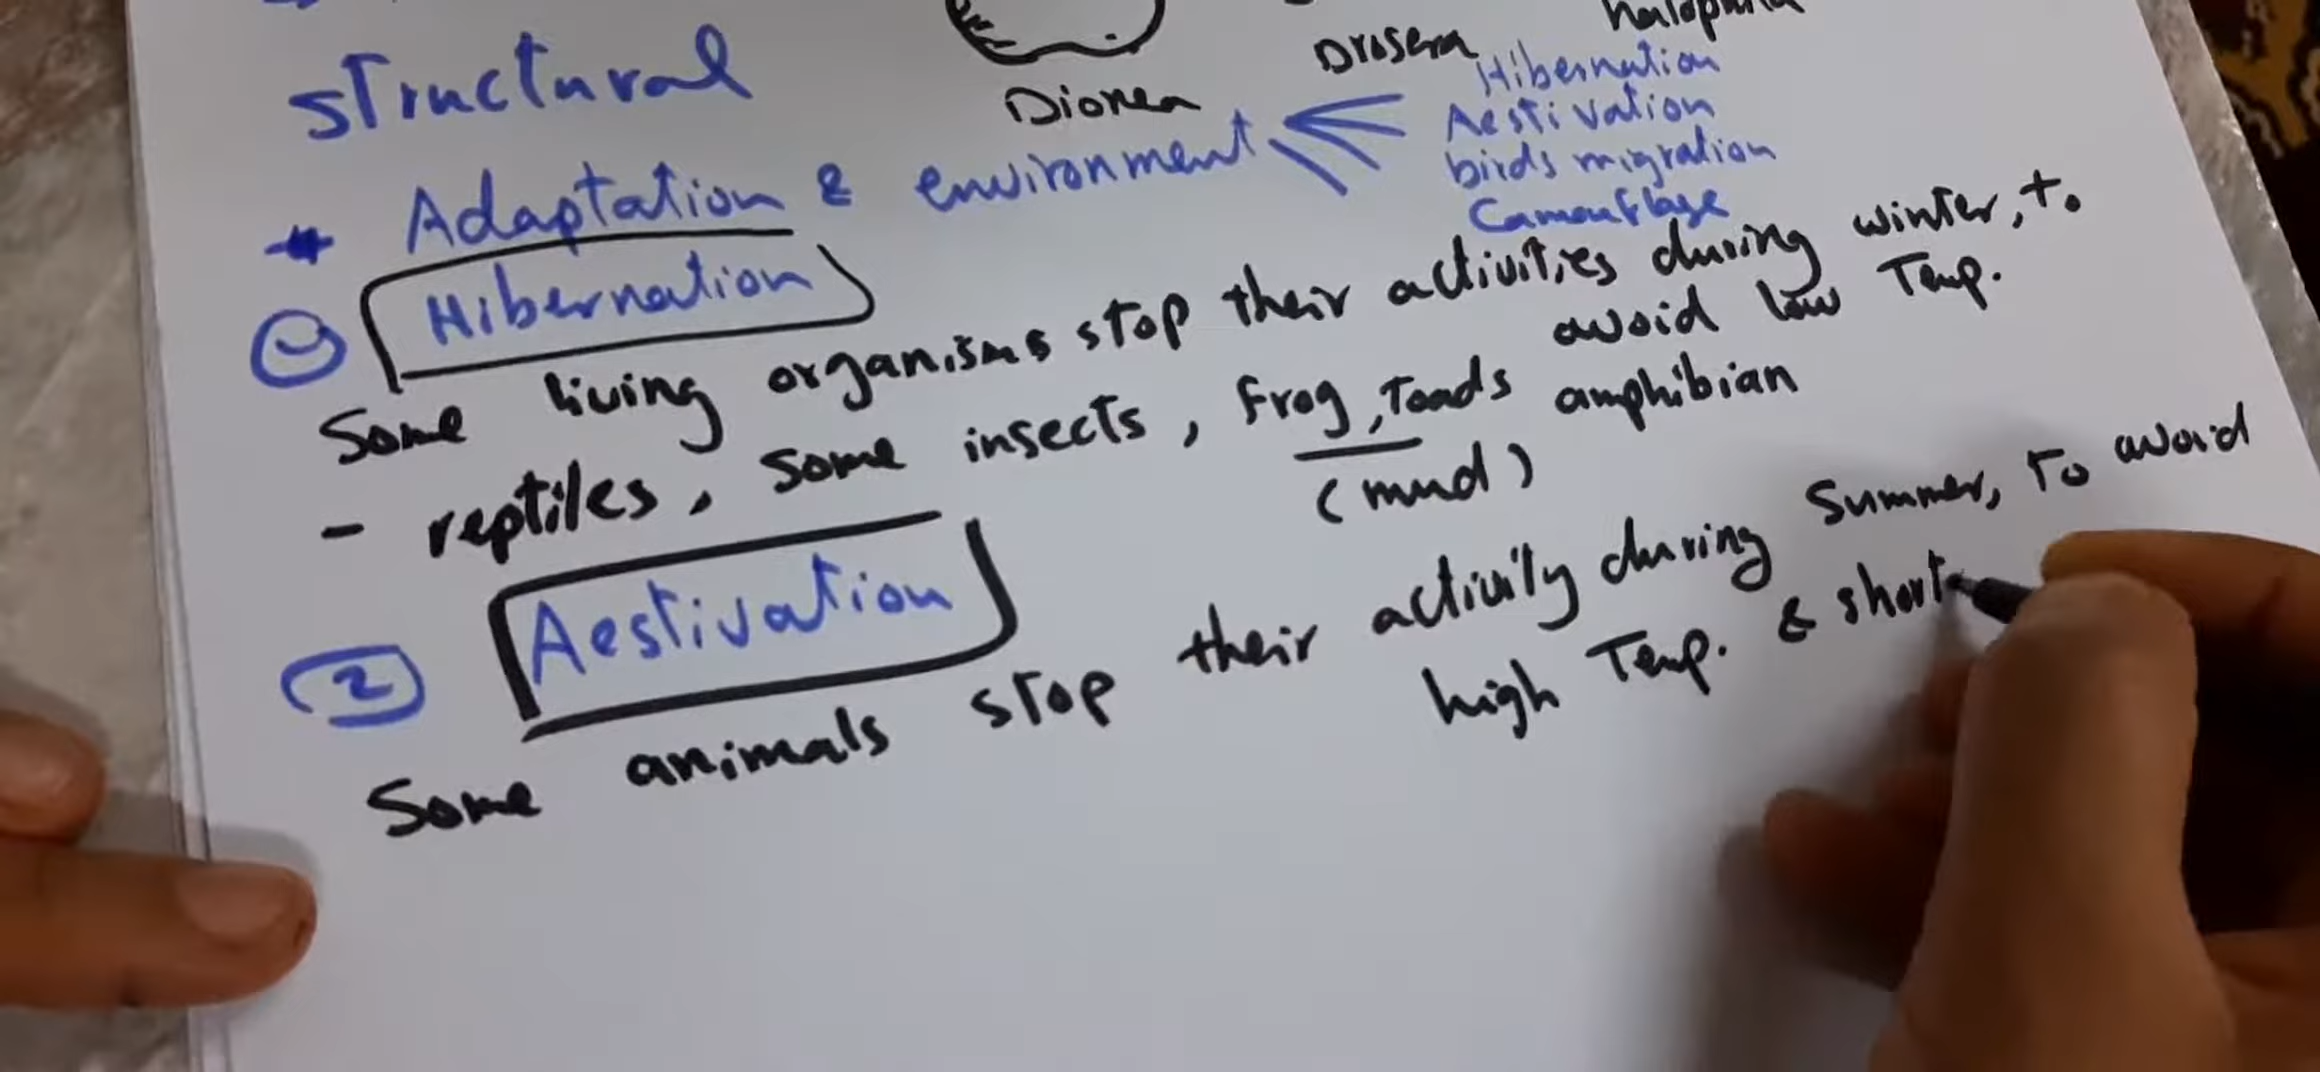 structural
Dionea
Drosera
Hibernation
Aestivation
birds migration
Camouflage
* Adaptation & environment
Hibernation
Some living organisms stop their activities during winter, to
avoid low Temp.
- reptiles, some insects, frog, Toads amphibian
(mud)
2 Aestivation
Some animals stop their activity during Summer, To avoid
high Temp. & short